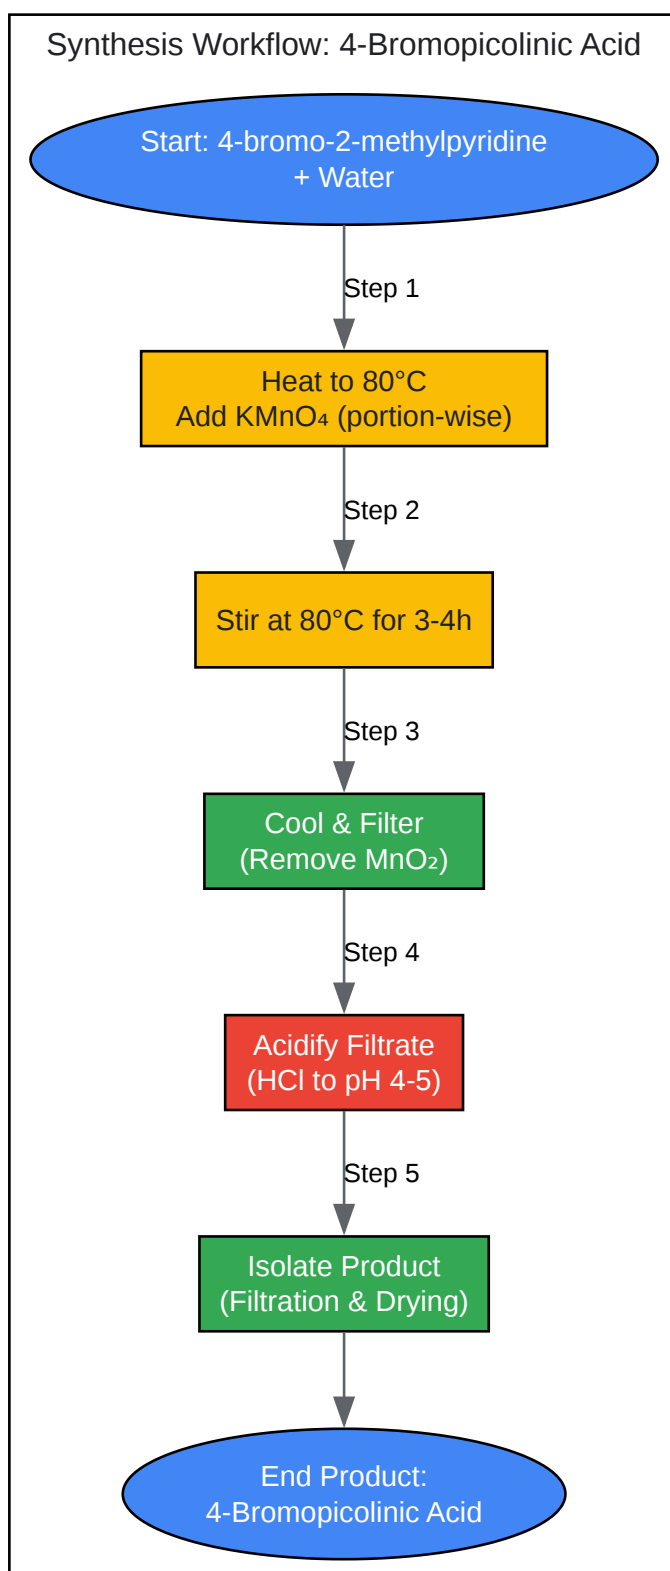 Synthesis Workflow: 4-Bromopicolinic Acid
Start: 4-bromo-2-methylpyridine
+ Water
Step 1
Heat to 80°C
Add KMnO₄ (portion-wise)
Step 2
Stir at 80°C for 3-4h
Step 3
Cool & Filter
(Remove MnO₂)
Step 4
Acidify Filtrate
(HCl to pH 4-5)
Step 5
Isolate Product
(Filtration & Drying)
End Product:
4-Bromopicolinic Acid